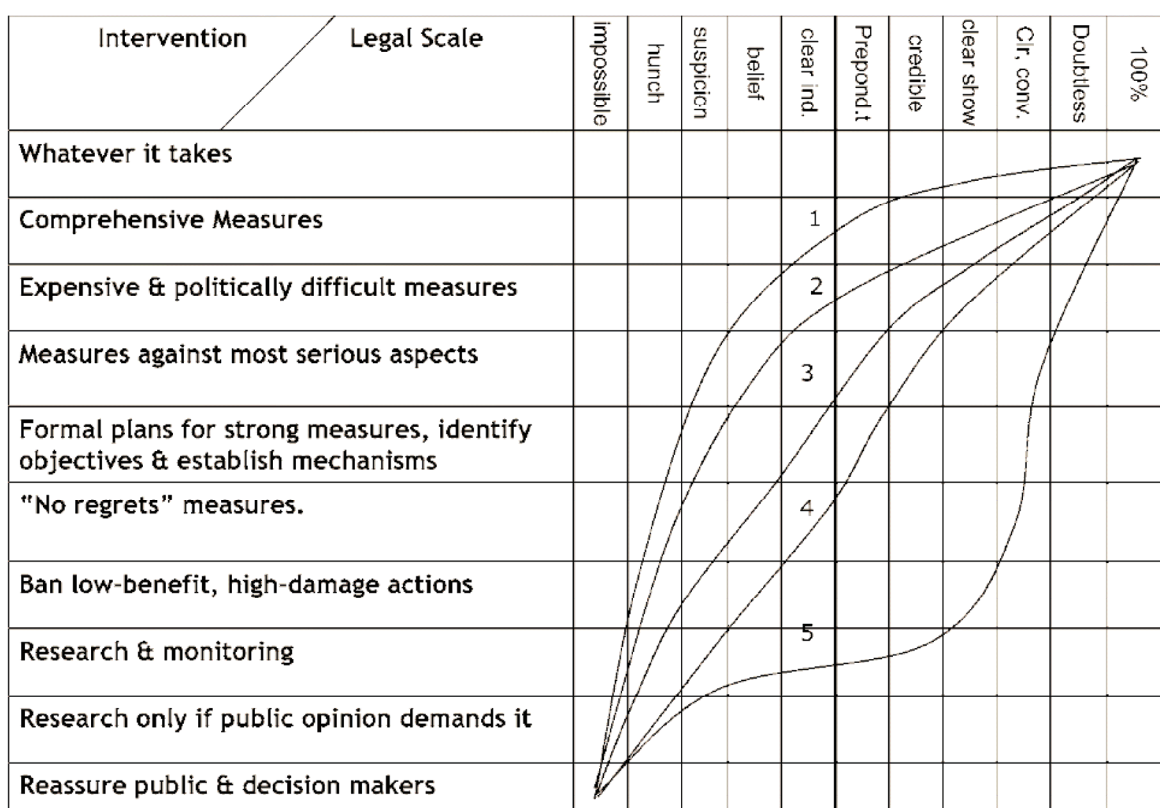 Intervention
Legal Scale
impossible
hunch
suspicicn
belief
clear ind.
Prepond.t
credible
clear show
Clr, conv.
Doubtless
100%
Whatever it takes
Comprehensive Measures
1
Expensive & politically difficult measures
2
Measures against most serious aspects
3
Formal plans for strong measures, identify
objectives & establish mechanisms
"No regrets" measures.
4
Ban low-benefit, high-damage actions
Research & monitoring
5
Research only if public opinion demands it
Reassure public & decision makers